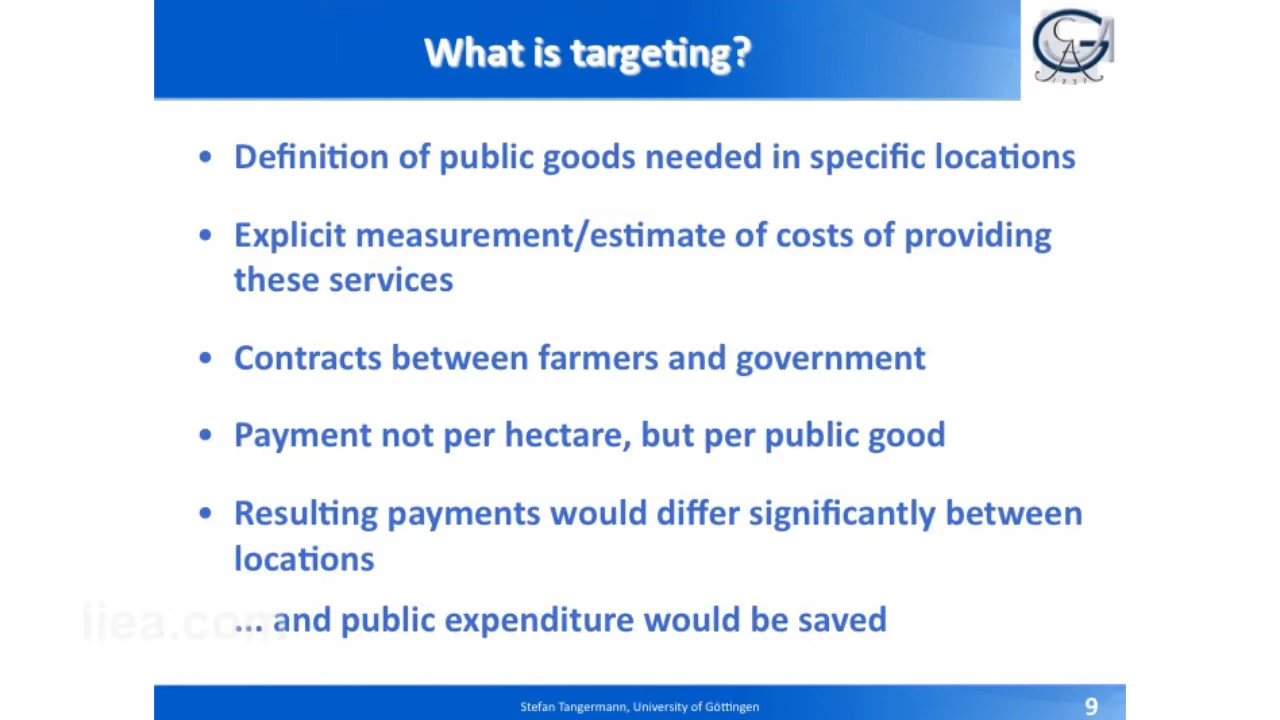 What is targeting?
• Definition of public goods needed in specific locations
• Explicit measurement/estimate of costs of providing
these services
• Contracts between farmers and government
• Payment not per hectare, but per public good
• Resulting payments would differ significantly between
locations
... and public expenditure would be saved
iiea.com
Stefan Tangermann, University of Göttingen
9